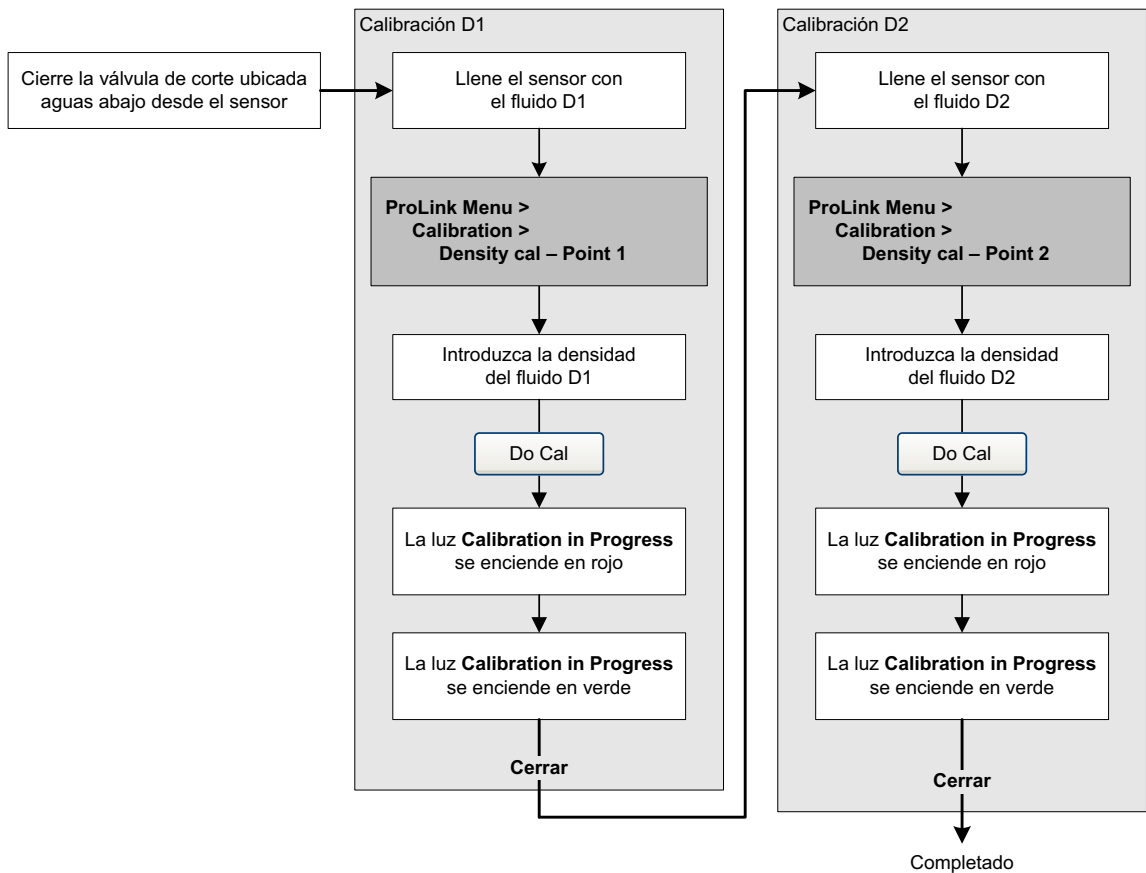 Cierre la válvula de corte ubicada
aguas abajo desde el sensor
Calibración D1
Llene el sensor con
el fluido D1
ProLink Menu >
Calibration >
Density cal – Point 1
Introduzca la densidad
del fluido D1
Do Cal
La luz Calibration in Progress
se enciende en rojo
La luz Calibration in Progress
se enciende en verde
Cerrar
Calibración D2
Llene el sensor con
el fluido D2
ProLink Menu >
Calibration >
Density cal – Point 2
Introduzca la densidad
del fluido D2
Do Cal
La luz Calibration in Progress
se enciende en rojo
La luz Calibration in Progress
se enciende en verde
Cerrar
Completado